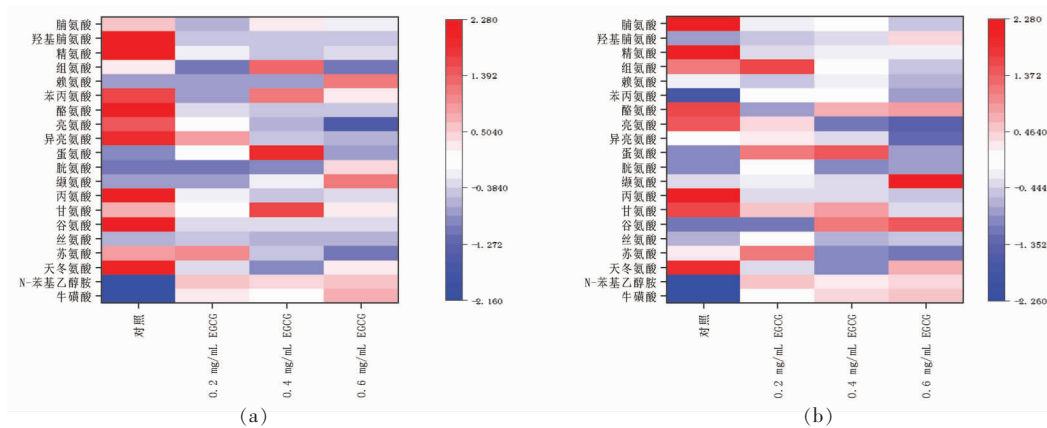 脯氨酸
羟基脯氨酸
精氨酸
组氨酸
赖氨酸
苯丙氨酸
酪氨酸
亮氨酸
异亮氨酸
蛋氨酸
胱氨酸
缬氨酸
丙氨酸
甘氨酸
谷氨酸
丝氨酸
苏氨酸
天冬氨酸
N-苯基乙醇胺
牛磺酸
对照
0.2 mg/mL EGCG
0.4 mg/mL EGCG
0.6 mg/mL EGCG
2.280
1.392
0.5040
-0.3840
-1.272
-2.160
(a)
脯氨酸
羟基脯氨酸
精氨酸
组氨酸
赖氨酸
苯丙氨酸
酪氨酸
亮氨酸
异亮氨酸
蛋氨酸
胱氨酸
缬氨酸
丙氨酸
甘氨酸
谷氨酸
丝氨酸
苏氨酸
天冬氨酸
N-苯基乙醇胺
牛磺酸
对照
0.2 mg/mL EGCG
0.4 mg/mL EGCG
0.6 mg/mL EGCG
2.280
1.372
0.4640
-0.444
-1.352
-2.260
(b)